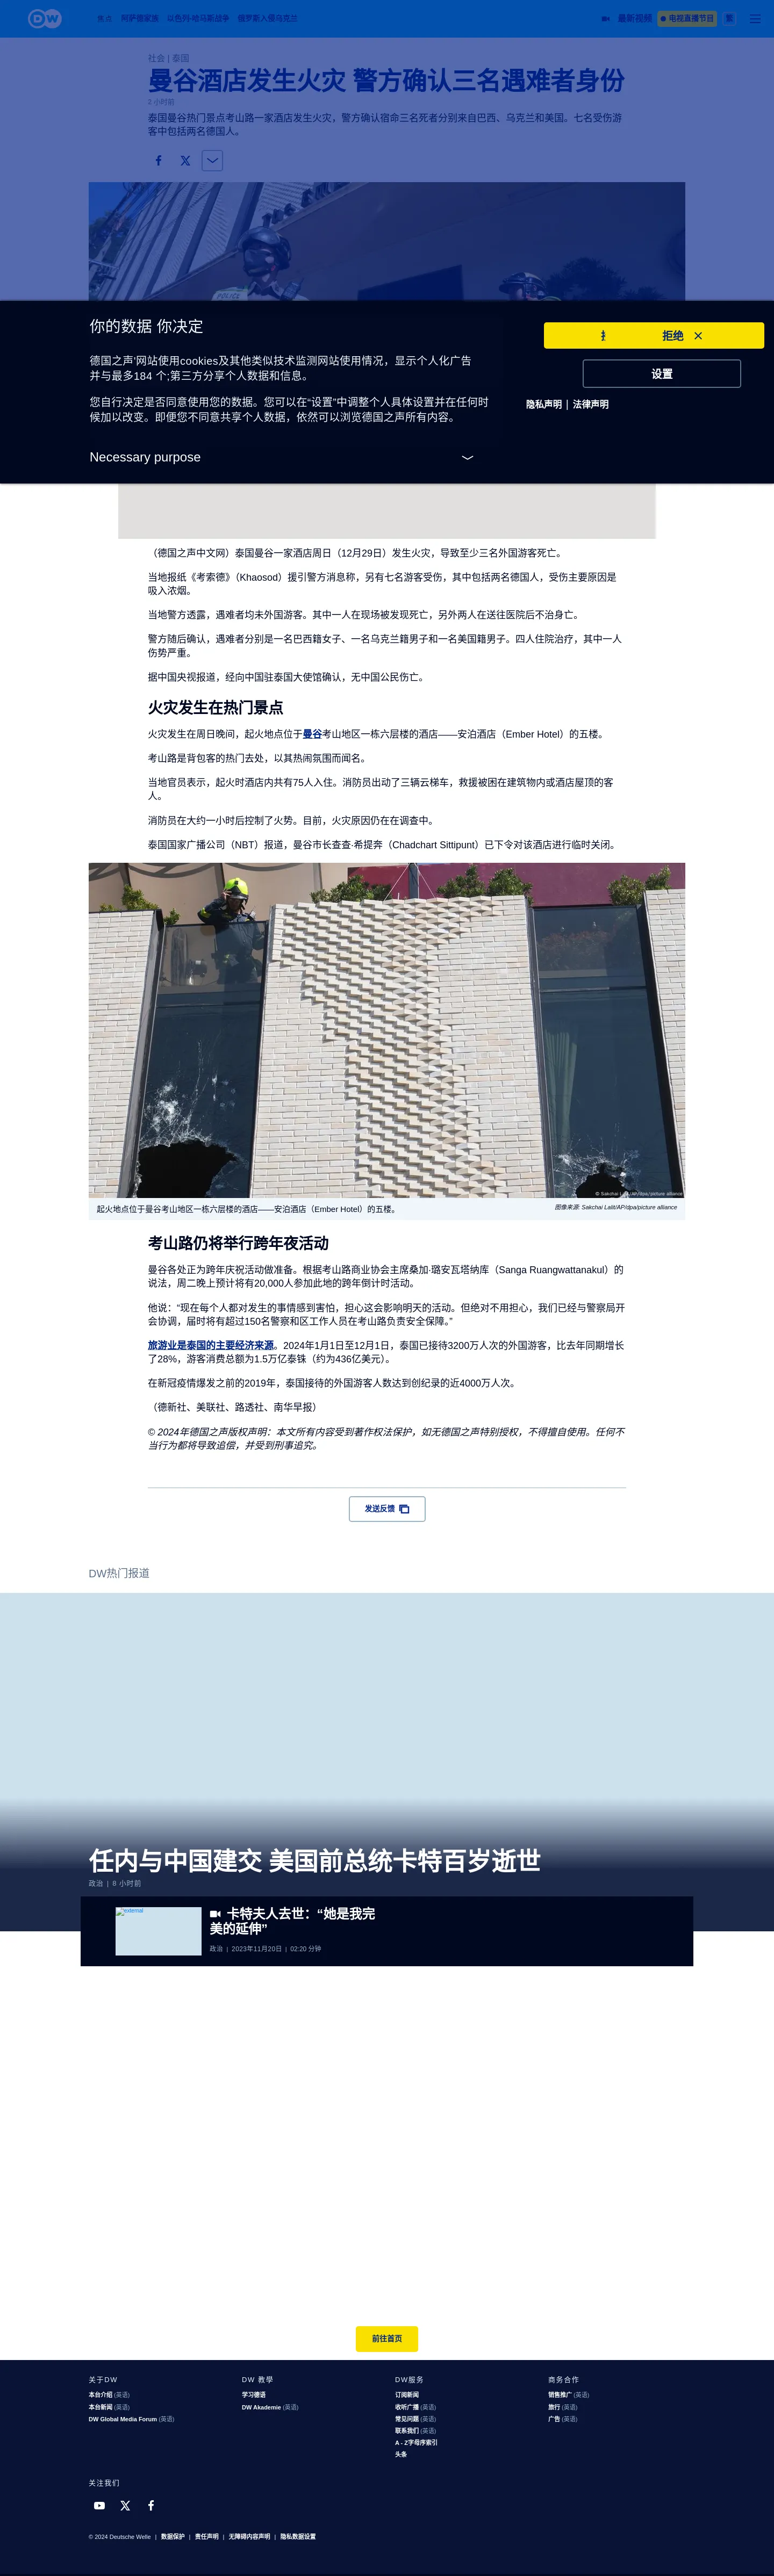 DW
焦点 阿萨德家族 以色列-哈马斯战争 俄罗斯入侵乌克兰
最新视频 电视直播节目 繁
社会 | 泰国
曼谷酒店发生火灾 警方确认三名遇难者身份
2 小时前
泰国曼谷热门景点考山路一家酒店发生火灾，警方确认宿命三名死者分别来自巴西、乌克兰和美国。七名受伤游
客中包括两名德国人。
POLICE
你的数据 你决定
德国之声'网站使用cookies及其他类似技术监测网站使用情况，显示个人化广告
并与最多184 个;第三方分享个人数据和信息。
您自行决定是否同意使用您的数据。您可以在“设置”中调整个人具体设置并在任何时
候加以改变。即便您不同意共享个人数据，依然可以浏览德国之声所有内容。
Necessary purpose
拒绝
设置
隐私声明 | 法律声明
（德国之声中文网）泰国曼谷一家酒店周日（12月29日）发生火灾，导致至少三名外国游客死亡。
当地报纸《考索德》（Khaosod）援引警方消息称，另有七名游客受伤，其中包括两名德国人，受伤主要原因是
吸入浓烟。
当地警方透露，遇难者均未外国游客。其中一人在现场被发现死亡，另外两人在送往医院后不治身亡。
警方随后确认，遇难者分别是一名巴西籍女子、一名乌克兰籍男子和一名美国籍男子。四人住院治疗，其中一人
伤势严重。
据中国央视报道，经向中国驻泰国大使馆确认，无中国公民伤亡。
火灾发生在热门景点
火灾发生在周日晚间，起火地点位于曼谷考山地区一栋六层楼的酒店——安泊酒店（Ember Hotel）的五楼。
考山路是背包客的热门去处，以其热闹氛围而闻名。
当地官员表示，起火时酒店内共有75人入住。消防员出动了三辆云梯车，救援被困在建筑物内或酒店屋顶的客
人。
消防员在大约一小时后控制了火势。目前，火灾原因仍在在调查中。
泰国国家广播公司（NBT）报道，曼谷市长查查·希提奔（Chadchart Sittipunt）已下令对该酒店进行临时关闭。
© Sakchai Lalit/AP/dpa/picture alliance
起火地点位于曼谷考山地区一栋六层楼的酒店——安泊酒店（Ember Hotel）的五楼。
图像来源: Sakchai Lalit/AP/dpa/picture alliance
考山路仍将举行跨年夜活动
曼谷各处正为跨年庆祝活动做准备。根据考山路商业协会主席桑加·璐安瓦塔纳库（Sanga Ruangwattanakul）的
说法，周二晚上预计将有20,000人参加此地的跨年倒计时活动。
他说：“现在每个人都对发生的事情感到害怕，担心这会影响明天的活动。但绝对不用担心，我们已经与警察局开
会协调，届时将有超过150名警察和区工作人员在考山路负责安全保障。”
旅游业是泰国的主要经济来源。2024年1月1日至12月1日，泰国已接待3200万人次的外国游客，比去年同期增长
了28%，游客消费总额为1.5万亿泰铢（约为436亿美元）。
在新冠疫情爆发之前的2019年，泰国接待的外国游客人数达到创纪录的近4000万人次。
（德新社、美联社、路透社、南华早报）
© 2024年德国之声版权声明：本文所有内容受到著作权法保护，如无德国之声特别授权，不得擅自使用。任何不
当行为都将导致追偿，并受到刑事追究。
发送反馈
DW热门报道
任内与中国建交 美国前总统卡特百岁逝世
政治 | 8 小时前
external
卡特夫人去世：“她是我完
美的延伸”
政治 | 2023年11月20日 | 02:20 分钟
前往首页
关于DW
本台介绍 (英语)
本台新闻 (英语)
DW Global Media Forum (英语)
DW 教學
学习德语
DW Akademie (英语)
DW服务
订阅新闻
收听广播 (英语)
常见问题 (英语)
联系我们 (英语)
A - Z字母序索引
头条
商务合作
销售推广 (英语)
旅行 (英语)
广告 (英语)
关注我们
© 2024 Deutsche Welle | 数据保护 | 责任声明 | 无障碍内容声明 | 隐私数据设置